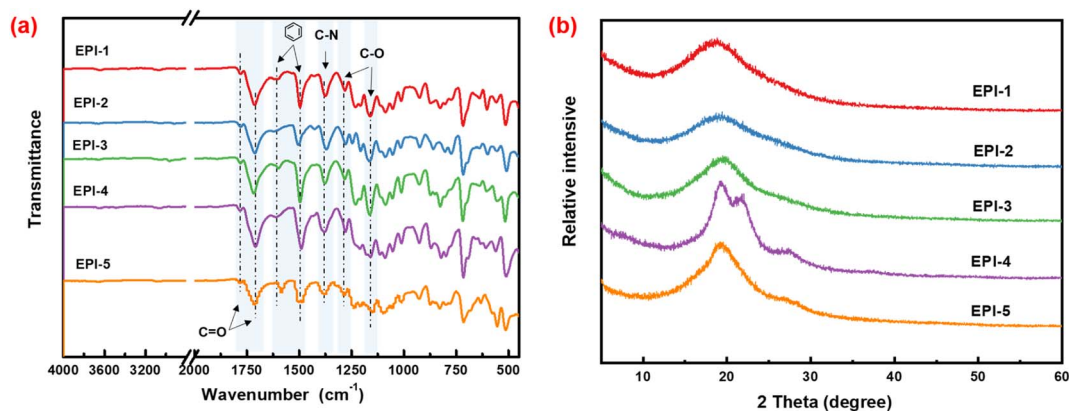 (a)
EPI-1
EPI-2
EPI-3
EPI-4
EPI-5
C-N
C-O
C=O
Transmittance
4000 3200 2000 1750 1500 1250 1000 750 500
Wavenumber (cm-1)
(b)
EPI-1
EPI-2
EPI-3
EPI-4
EPI-5
Relative intensive
10 20 30 40 50 60
2 Theta (degree)